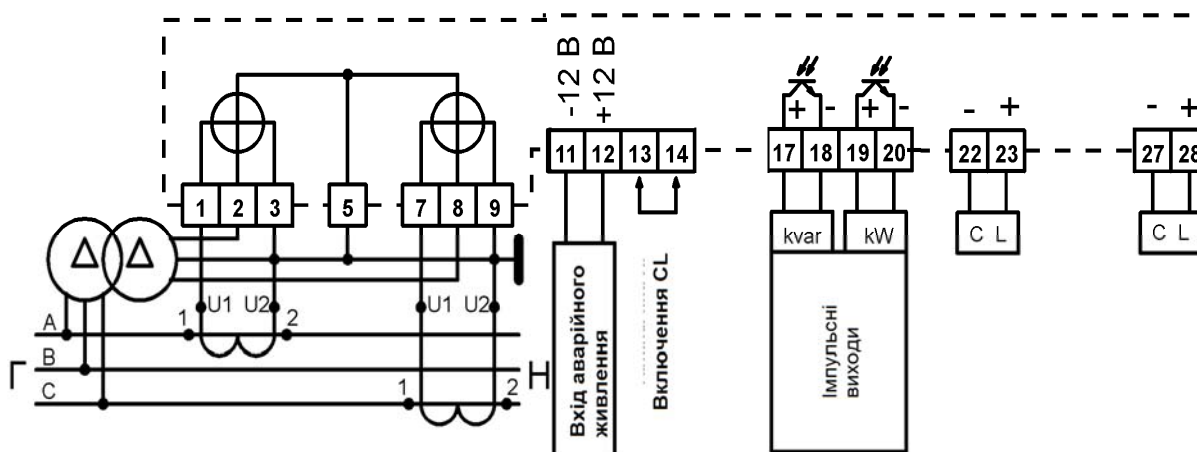 -12 В
+12 В
+ - + -
- +
- +
11 12 13 14
17 18 19 20
22 23
27 28
1 2 3
5
7 8 9
kvar kW
C L
C L
U1 U2
U1 U2
1 2
A
B
C
1 2
Г
Н
Вхід аварійного
живлення
Включення CL
Імпульсні
виходи